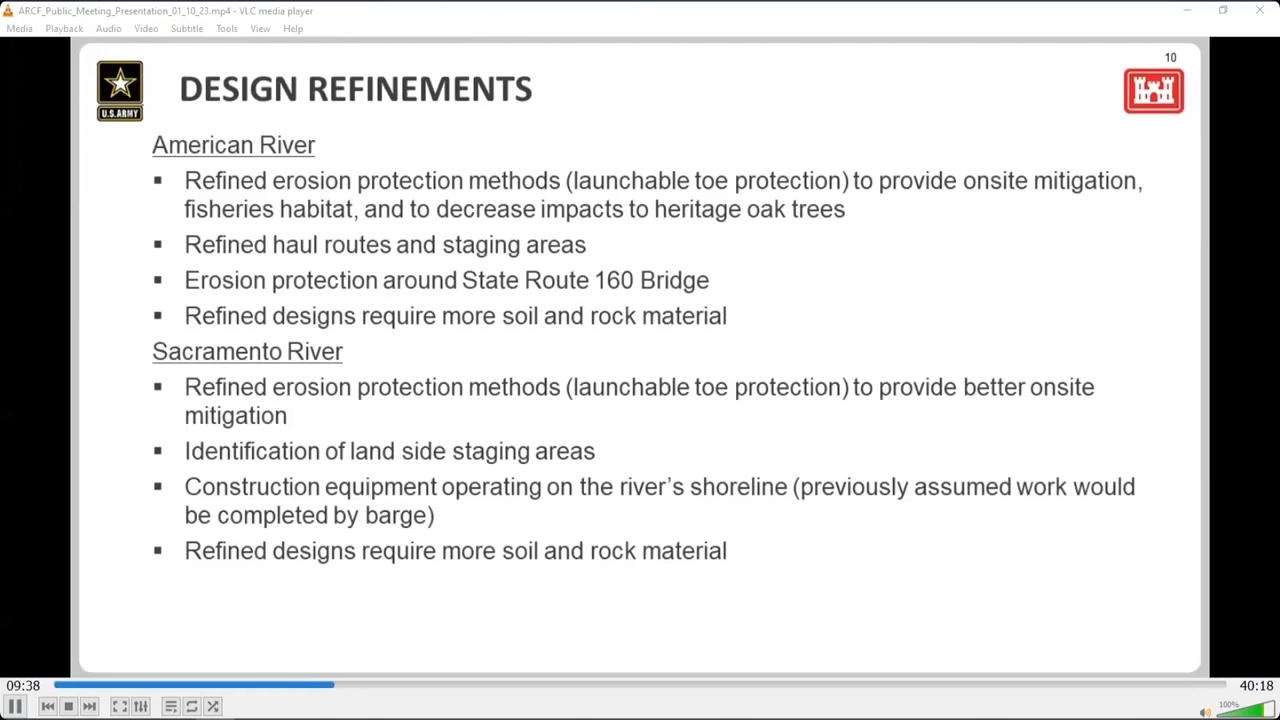 ARCF_Public_Meeting_Presentation_01_10_23.mp4 - VLC media player
Media Playback Audio Video Subtitle Tools View Help
10
U.S.ARMY
DESIGN REFINEMENTS
American River
▪ Refined erosion protection methods (launchable toe protection) to provide onsite mitigation,
fisheries habitat, and to decrease impacts to heritage oak trees
▪ Refined haul routes and staging areas
▪ Erosion protection around State Route 160 Bridge
▪ Refined designs require more soil and rock material
Sacramento River
▪ Refined erosion protection methods (launchable toe protection) to provide better onsite
mitigation
▪ Identification of land side staging areas
▪ Construction equipment operating on the river's shoreline (previously assumed work would
be completed by barge)
▪ Refined designs require more soil and rock material
09:38 40:18
100%